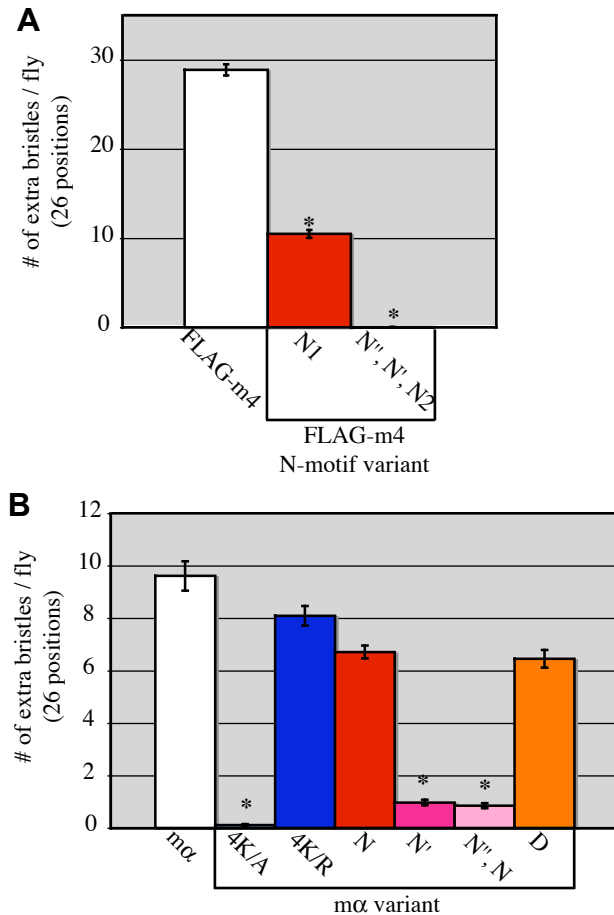 A
# of extra bristles / fly
(26 positions)
30
20
10
0
*
*
FLAG-m4
N1
N'', N', N2
FLAG-m4
N-motif variant
B
# of extra bristles / fly
(26 positions)
12
10
8
6
4
2
0
*
*
*
mα
4K/A
4K/R
N
N'
N'', N
D
mα variant